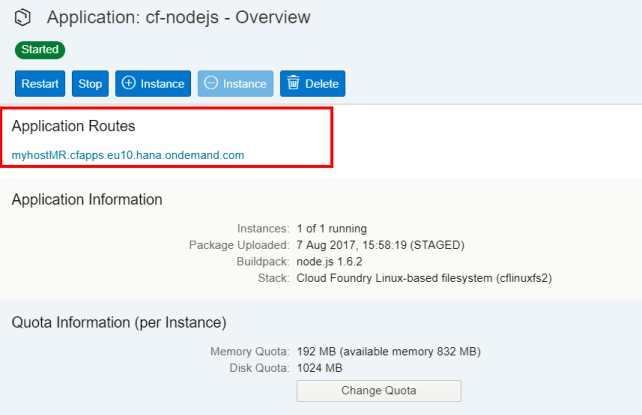 Application: cf-nodejs - Overview
Started
Restart Stop Instance Instance Delete
Application Routes
myhostMR.cfapps.eu10.hana.ondemand.com
Application Information
Instances: 1 of 1 running
Package Uploaded: 7 Aug 2017, 15:58:19 (STAGED)
Buildpack: node.js 1.6.2
Stack: Cloud Foundry Linux-based filesystem (cflinuxfs2)
Quota Information (per Instance)
Memory Quota: 192 MB (available memory 832 MB)
Disk Quota: 1024 MB
Change Quota